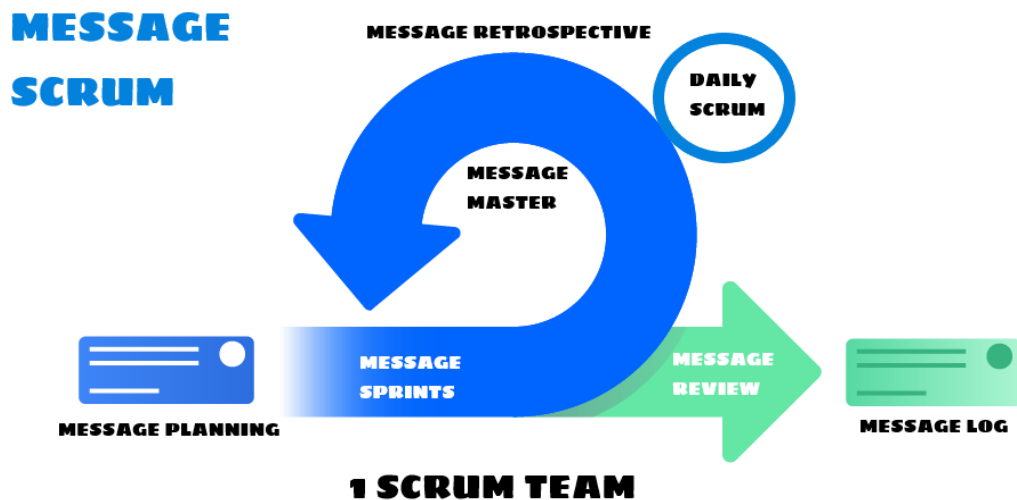 MESSAGE
SCRUM
MESSAGE RETROSPECTIVE
DAILY
SCRUM
MESSAGE
MASTER
MESSAGE
SPRINTS
MESSAGE
REVIEW
MESSAGE PLANNING
MESSAGE LOG
1 SCRUM TEAM